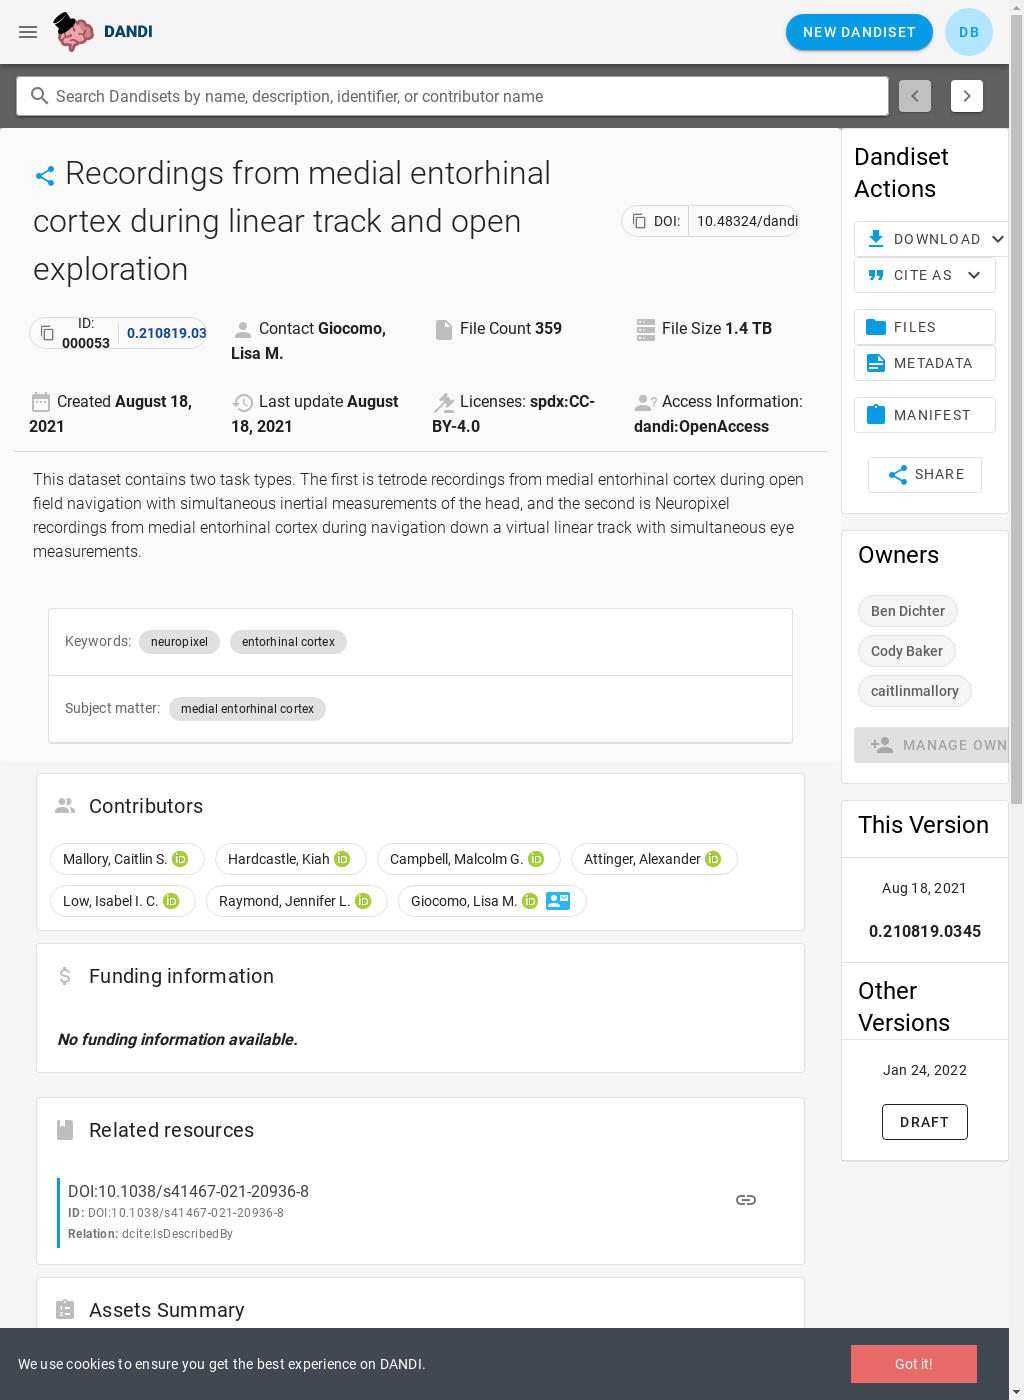 DANDI
NEW DANDISET
DB
Search Dandisets by name, description, identifier, or contributor name
Recordings from medial entorhinal
cortex during linear track and open
exploration
DOI: 10.48324/dandi
ID:
000053
0.210819.03
Contact Giocomo,
Lisa M.
File Count 359
File Size 1.4 TB
Created August 18,
2021
Last update August
18, 2021
Licenses: spdx:CC-
BY-4.0
Access Information:
dandi:OpenAccess
This dataset contains two task types. The first is tetrode recordings from medial entorhinal cortex during open
field navigation with simultaneous inertial measurements of the head, and the second is Neuropixel
recordings from medial entorhinal cortex during navigation down a virtual linear track with simultaneous eye
measurements.
Keywords: neuropixel entorhinal cortex
Subject matter: medial entorhinal cortex
Contributors
Mallory, Caitlin S. iD Hardcastle, Kiah iD Campbell, Malcolm G. iD Attinger, Alexander iD
Low, Isabel I. C. iD Raymond, Jennifer L. iD Giocomo, Lisa M. iD
Funding information
No funding information available.
Related resources
DOI:10.1038/s41467-021-20936-8
ID: DOI:10.1038/s41467-021-20936-8
Relation: dcite:IsDescribedBy
Assets Summary
Dandiset
Actions
DOWNLOAD
CITE AS
FILES
METADATA
MANIFEST
SHARE
Owners
Ben Dichter
Cody Baker
caitlinmallory
MANAGE OWN
This Version
Aug 18, 2021
0.210819.0345
Other
Versions
Jan 24, 2022
DRAFT
We use cookies to ensure you get the best experience on DANDI.
Got it!